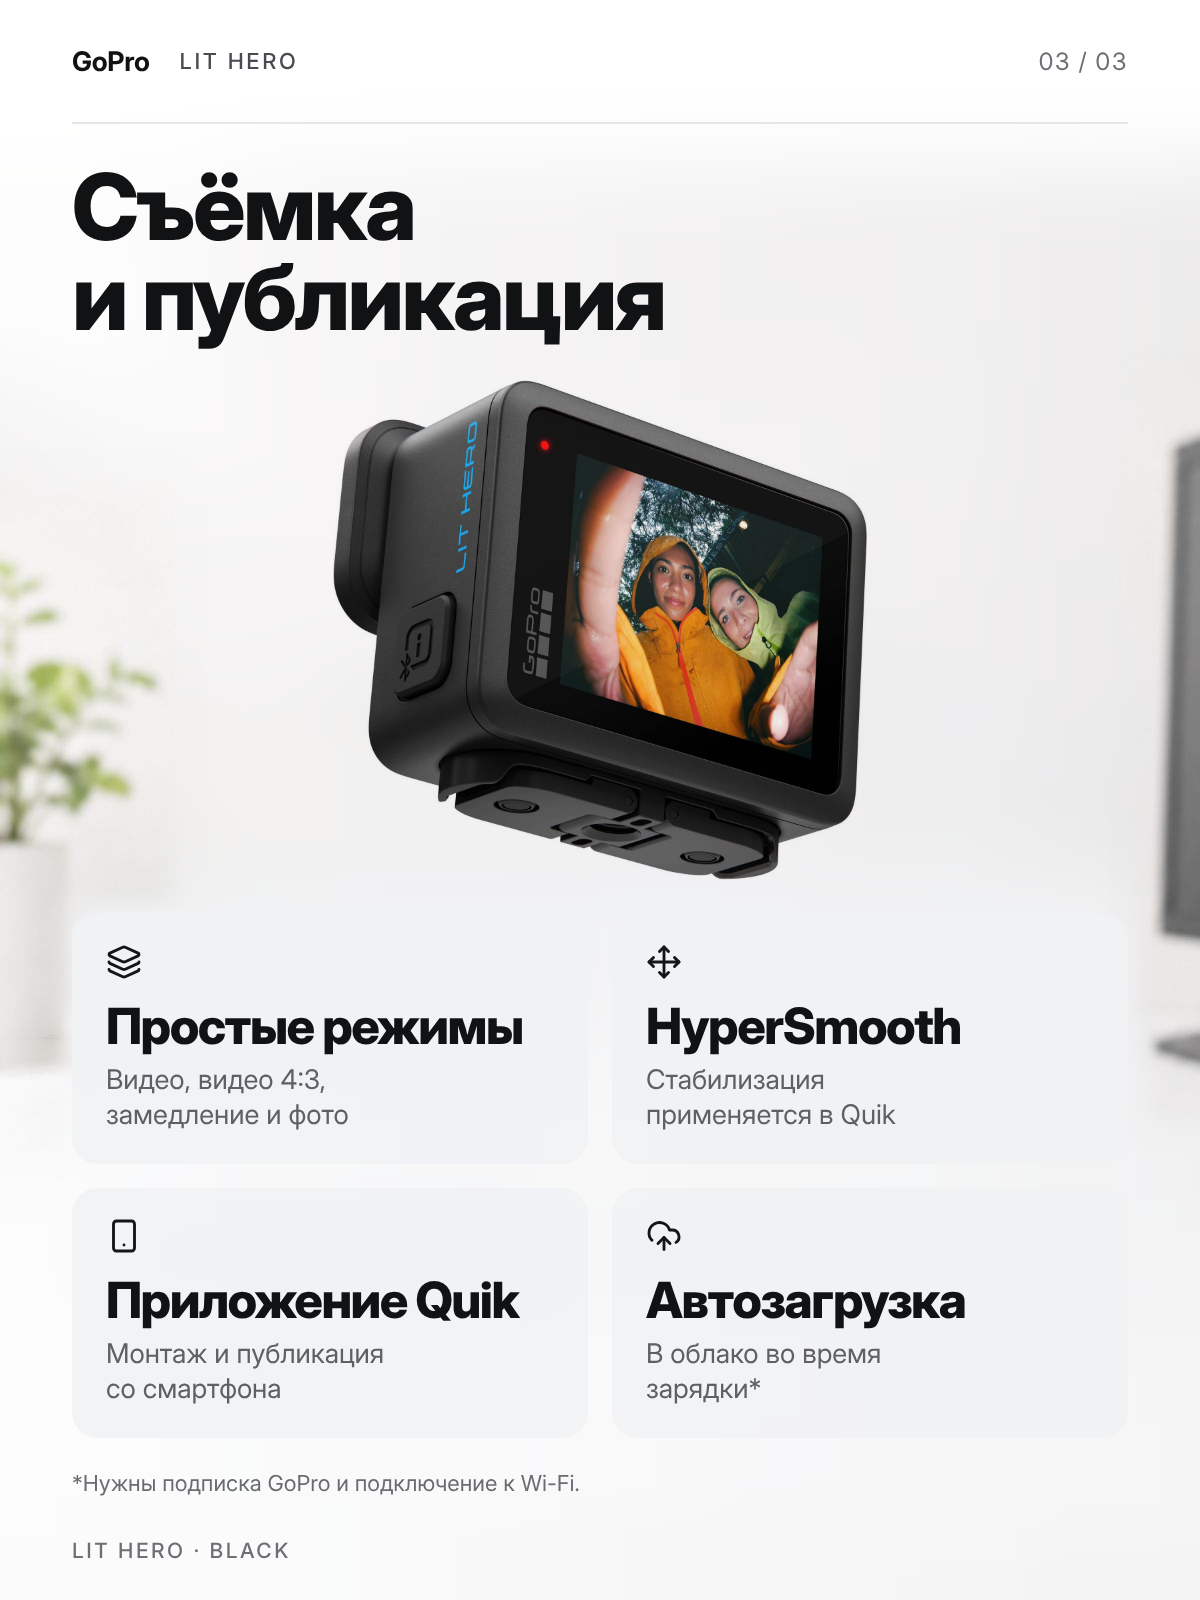 GoPro LIT HERO 03 / 03
Съёмка
и публикация
LIT HERO
GoPro
Простые режимы
Видео, видео 4:3,
замедление и фото
HyperSmooth
Стабилизация
применяется в Quik
Приложение Quik
Монтаж и публикация
со смартфона
Автозагрузка
В облако во время
зарядки*
*Нужны подписка GoPro и подключение к Wi-Fi.
LIT HERO · BLACK